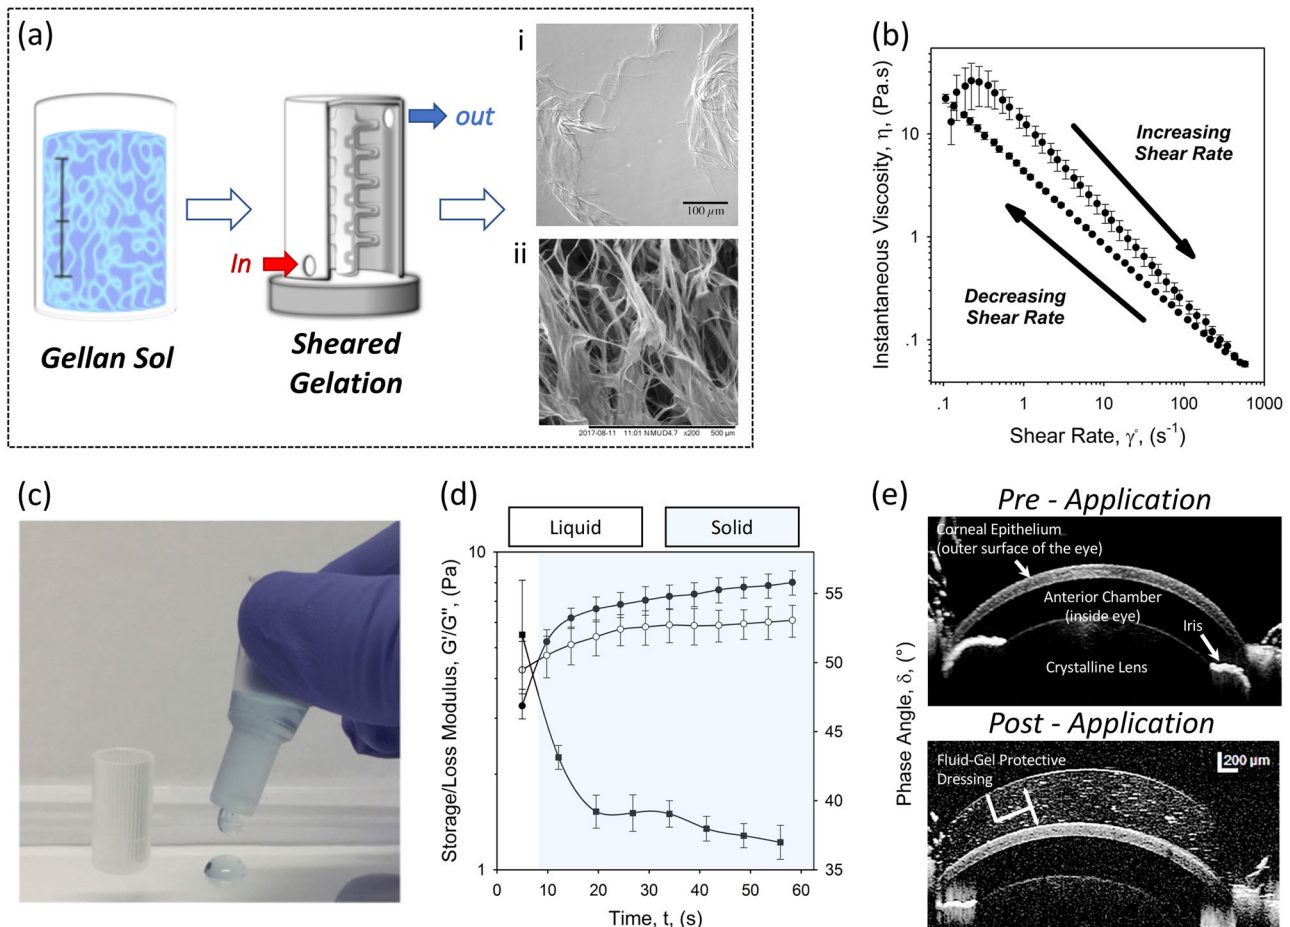 (a)
i
out
In
100 μm
ii
2017-08-11 11:01 NMUD4.7 x200 500 μm
Gellan Sol
Sheared
Gelation
(b)
Instantaneous Viscosity, η, (Pa.s)
10
1
.1
Increasing
Shear Rate
Decreasing
Shear Rate
.1 1 10 100 1000
Shear Rate, γ°, (s⁻¹)
(c)
(d)
Liquid Solid
Storage/Loss Modulus, G'/G'', (Pa)
10
1
55
50
45
40
35
Phase Angle, δ, (°)
0 10 20 30 40 50 60
Time, t, (s)
(e)
Pre - Application
Corneal Epithelium
(outer surface of the eye)
Anterior Chamber
(inside eye)
Iris
Crystalline Lens
Post - Application
Fluid-Gel Protective
Dressing
200 μm